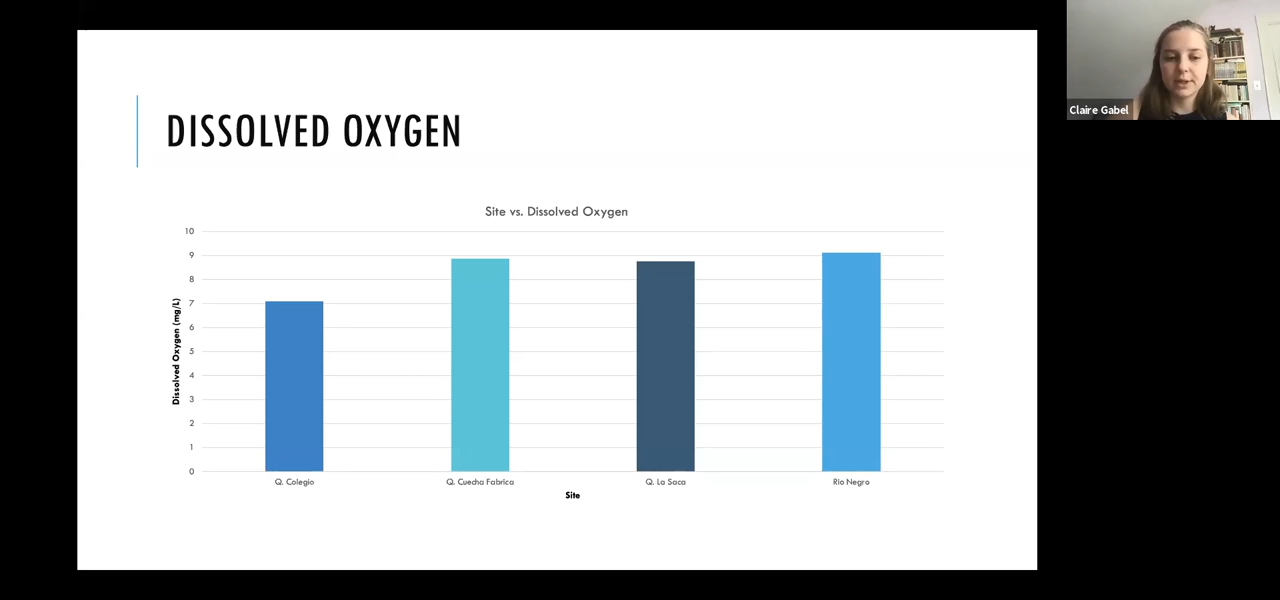 DISSOLVED OXYGEN
Site vs. Dissolved Oxygen
10
9
8
7
6
5
4
3
2
1
0
Dissolved Oxygen (mg/L)
Q. Colegio
Q. Cuecha Fabrica
Q. La Saca
Rio Negro
Site
Claire Gabel